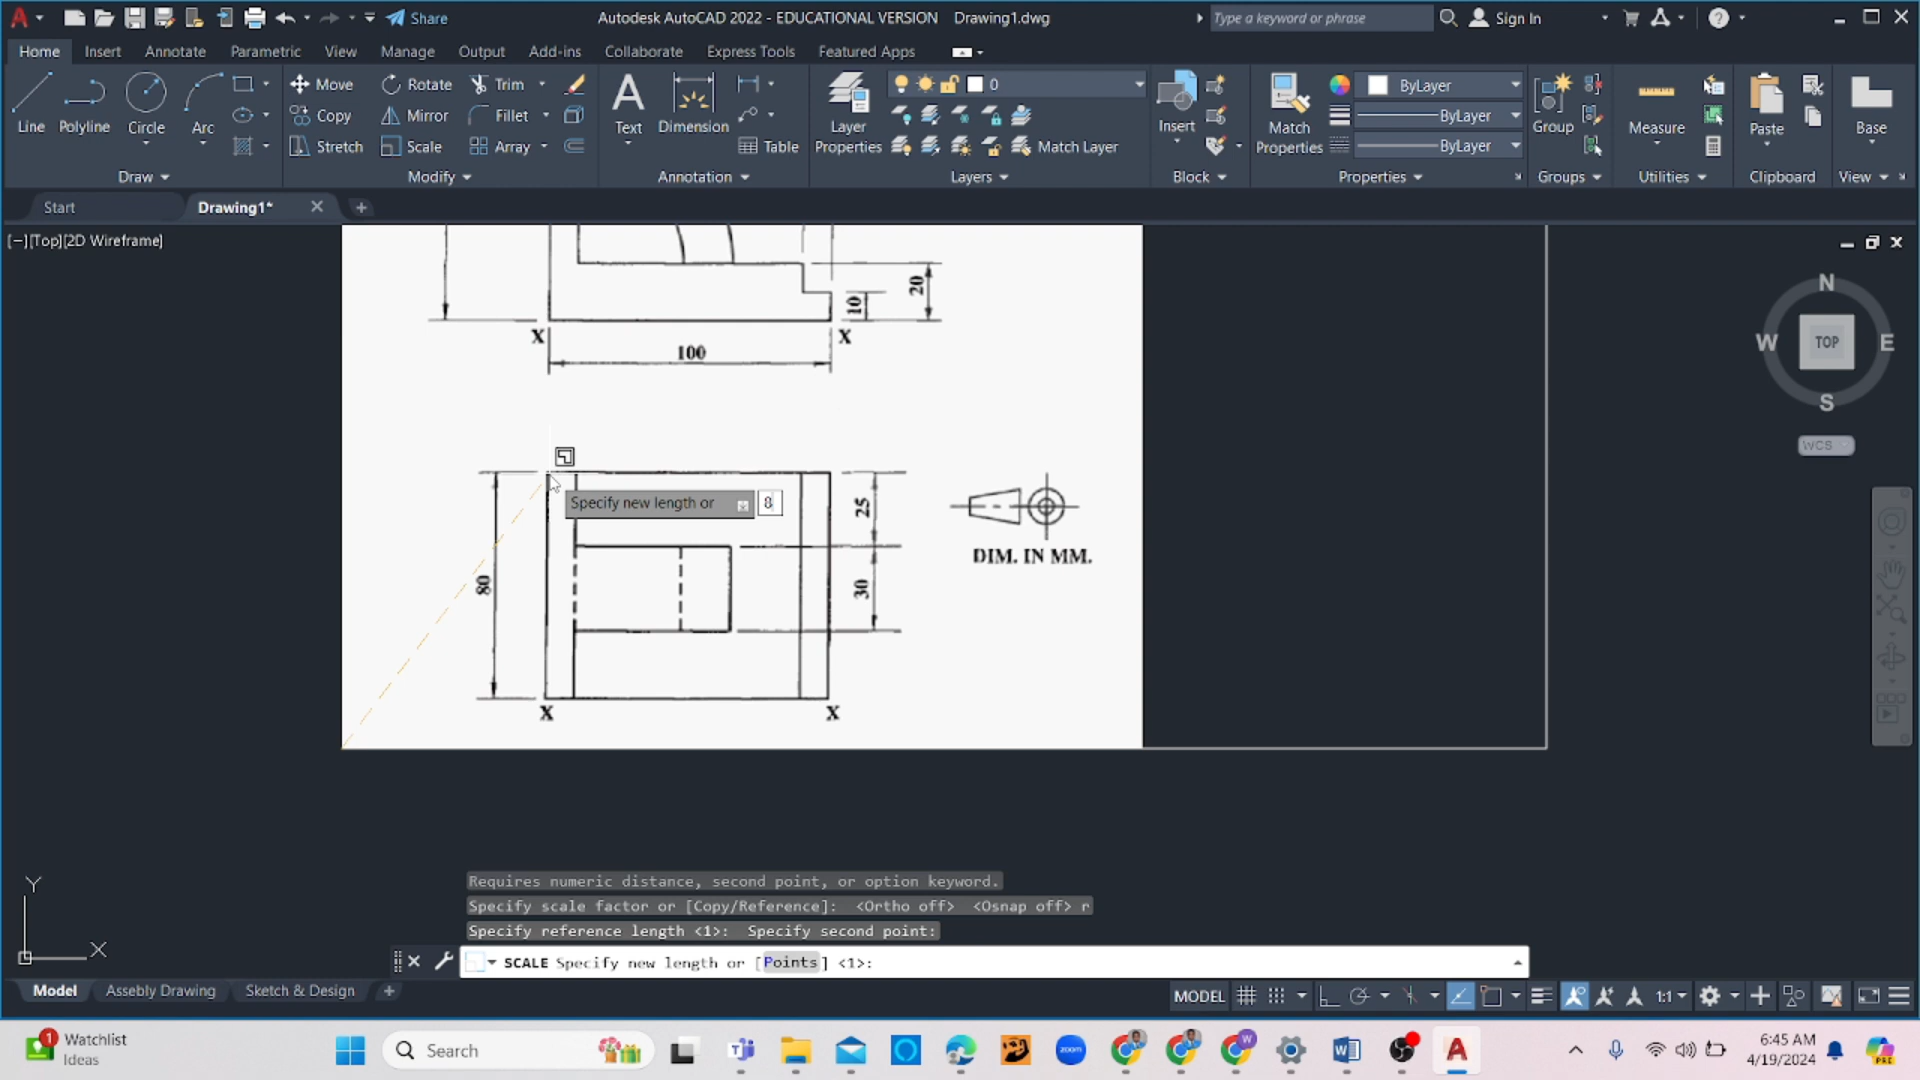 Share
Autodesk AutoCAD 2022 - EDUCATIONAL VERSION Drawing1.dwg
Type a keyword or phrase
Sign In
Home Insert Annotate Parametric View Manage Output Add-ins Collaborate Express Tools Featured Apps
Line
Polyline
Circle
Arc
Draw
Move Rotate Trim
Copy Mirror Fillet
Stretch Scale Array
Modify
Text
Dimension
Table
Annotation
Layer
Properties
0
Match Layer
Layers
Insert
Block
Match
Properties
ByLayer
ByLayer
ByLayer
Properties
Group
Groups
Measure
Utilities
Paste
Clipboard
Base
View
Start
Drawing1*
[−][Top][2D Wireframe]
N
W TOP E
S
WCS
20
10
X X
100
Specify new length or 8
25
80
30
DIM. IN MM.
X X
Y
X
Requires numeric distance, second point, or option keyword.
Specify scale factor or [Copy/Reference]: <Ortho off> <Osnap off> r
Specify reference length <1>: Specify second point:
SCALE Specify new length or [Points] <1>:
Model Assebly Drawing Sketch & Design
MODEL
1:1
1
Watchlist
Ideas
Search
zoom
W
6:45 AM
4/19/2024
PRE